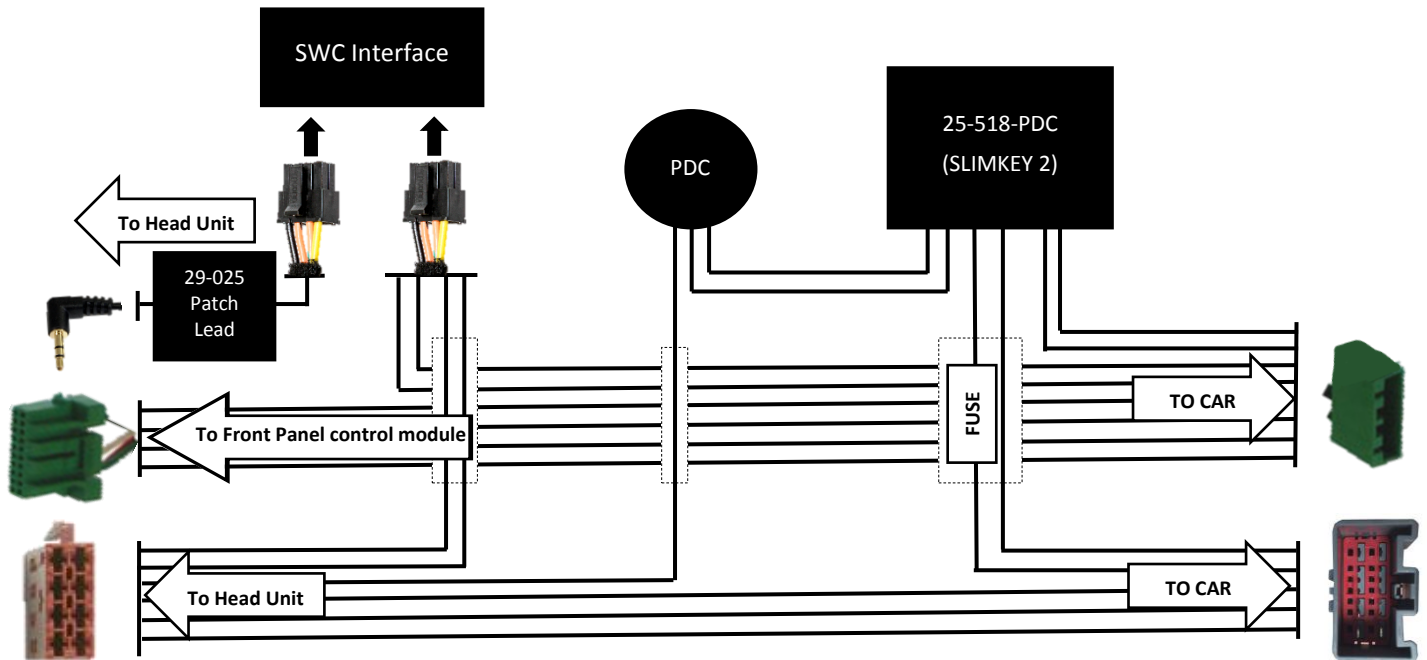 SWC Interface
25-518-PDC
(SLIMKEY 2)
PDC
To Head Unit
29-025
Patch
Lead
FUSE
TO CAR
To Front Panel control module
TO CAR
To Head Unit